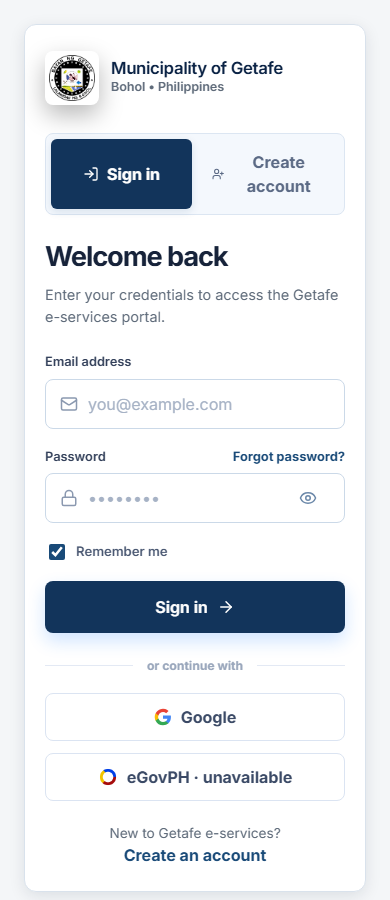 Municipality of Getafe
Bohol • Philippines
Sign in
Create
account
Welcome back
Enter your credentials to access the Getafe
e-services portal.
Email address
you@example.com
Password
Forgot password?
Remember me
Sign in
or continue with
Google
eGovPH · unavailable
New to Getafe e-services?
Create an account